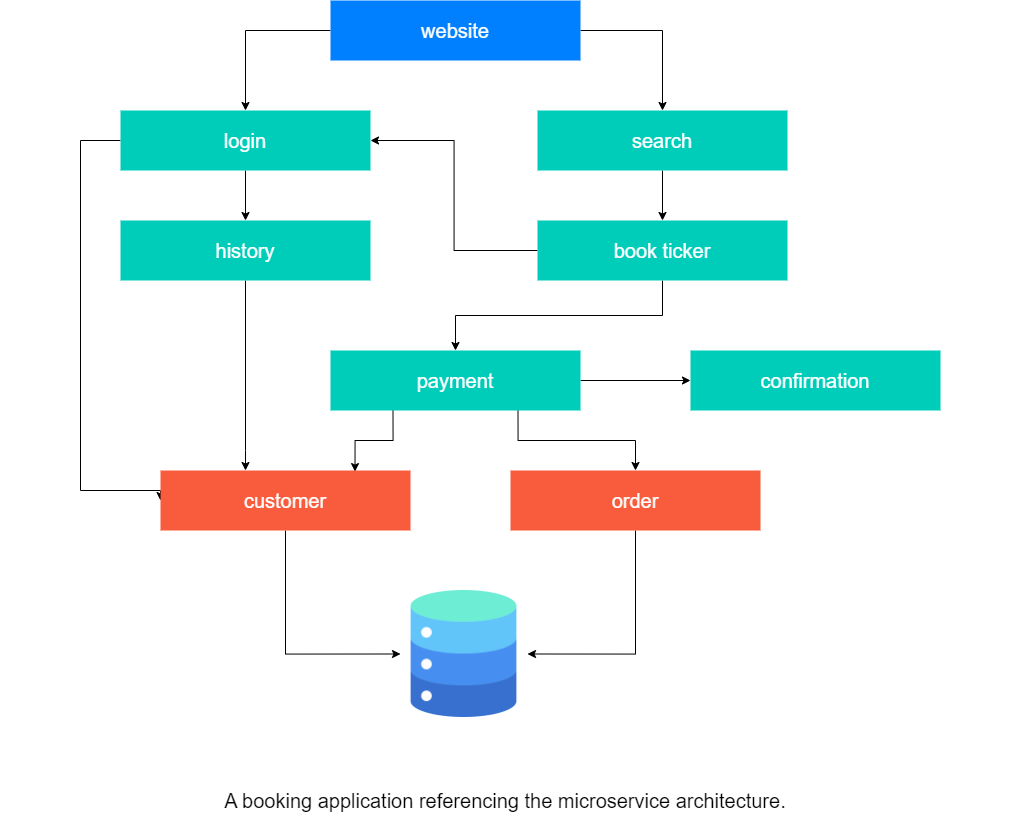 website
login
search
history
book ticker
payment
confirmation
customer
order
A booking application referencing the microservice architecture.